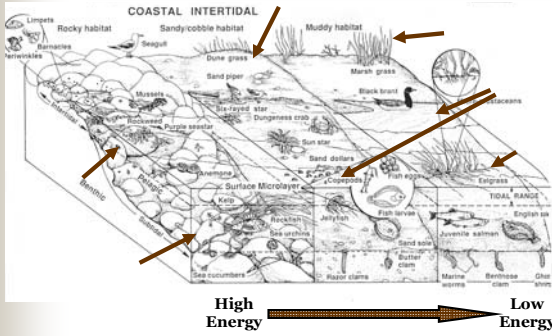 COASTAL INTERTIDAL
Rocky habitat
Sandy/cobble habitat
Muddy habitat
Limpets
Barnacles
Periwinkles
Seagull
Dune grass
Marsh grass
Sand piper
Black brant
Mussels
Six-rayed star
Dungeness crab
Rockweed
Purple seastar
Sun star
Sand dollars
Anemone
Copepods
Fish eggs
Eelgrass
Benthic
Pelagic
Surface Microlayer
TIDAL RANGE
Kelp
Rockfish
Jellyfish
Fish larvae
Juvenile salmon
English
Sea urchins
Sand sole
Subtidal
Butter
clam
Sea cucumbers
Razor clams
Marine
worms
Bentnose
clam
High
Energy
Low
Energy